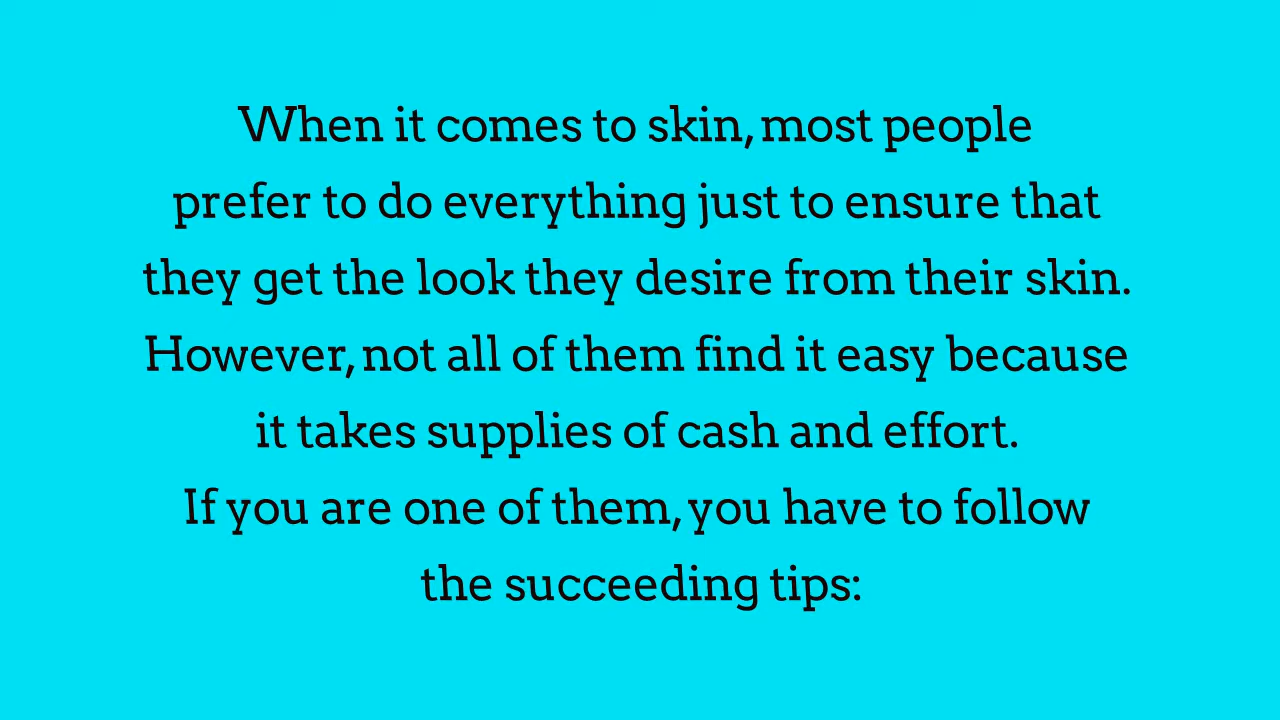 When it comes to skin, most people
prefer to do everything just to ensure that
they get the look they desire from their skin.
However, not all of them find it easy because
it takes supplies of cash and effort.
If you are one of them, you have to follow
the succeeding tips: